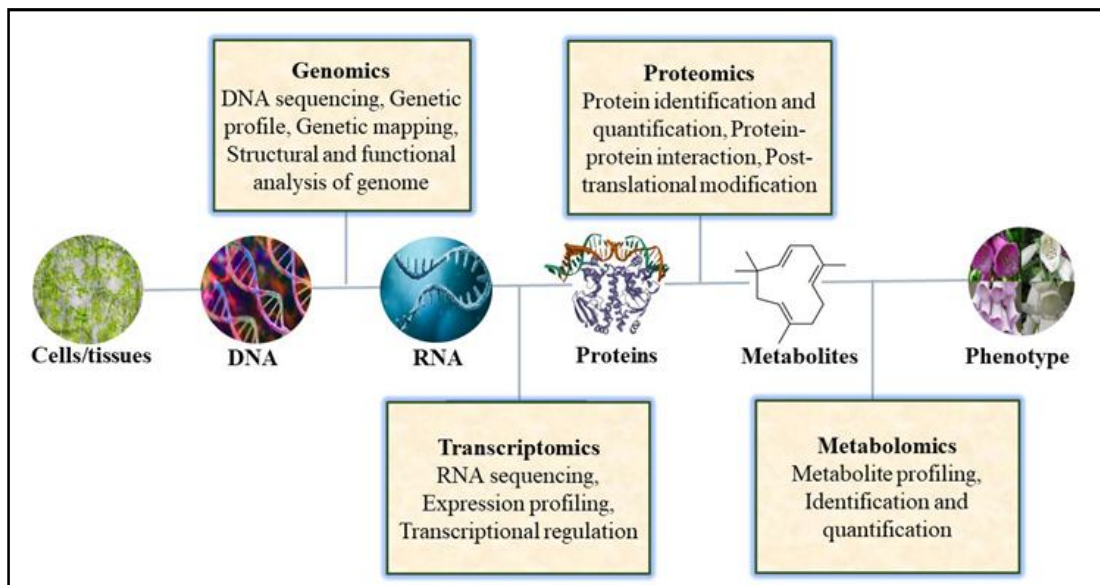 Genomics
DNA sequencing, Genetic
profile, Genetic mapping,
Structural and functional
analysis of genome
Proteomics
Protein identification and
quantification, Protein-
protein interaction, Post-
translational modification
Cells/tissues
DNA
RNA
Proteins
Metabolites
Phenotype
Transcriptomics
RNA sequencing,
Expression profiling,
Transcriptional regulation
Metabolomics
Metabolite profiling,
Identification and
quantification